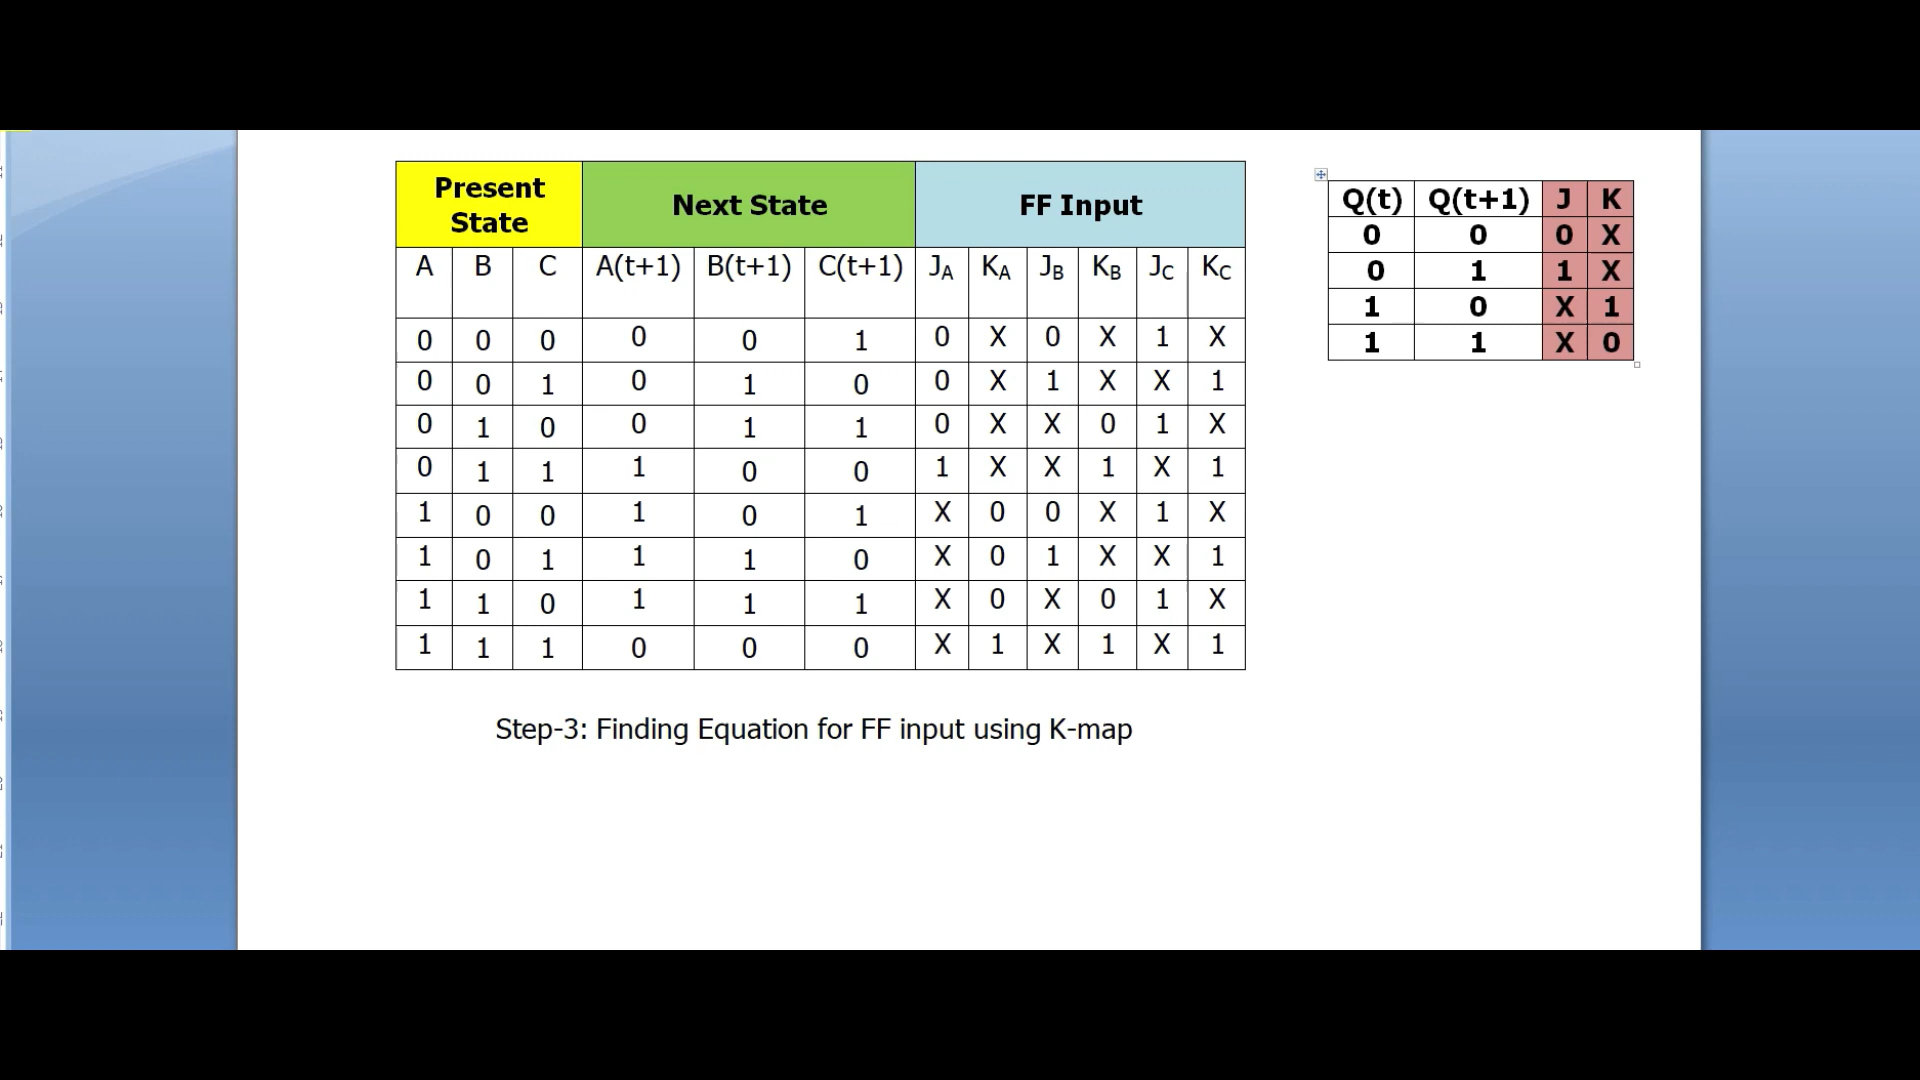 Present State Next State FF Input
A B C A(t+1) B(t+1) C(t+1) JA KA JB KB JC KC
0 0 0 0 0 1 0 X 0 X 1 X
0 0 1 0 1 0 0 X 1 X X 1
0 1 0 0 1 1 0 X X 0 1 X
0 1 1 1 0 0 1 X X 1 X 1
1 0 0 1 0 1 X 0 0 X 1 X
1 0 1 1 1 0 X 0 1 X X 1
1 1 0 1 1 1 X 0 X 0 1 X
1 1 1 0 0 0 X 1 X 1 X 1
Q(t) Q(t+1) J K
0 0 0 X
0 1 1 X
1 0 X 1
1 1 X 0
Step-3: Finding Equation for FF input using K-map